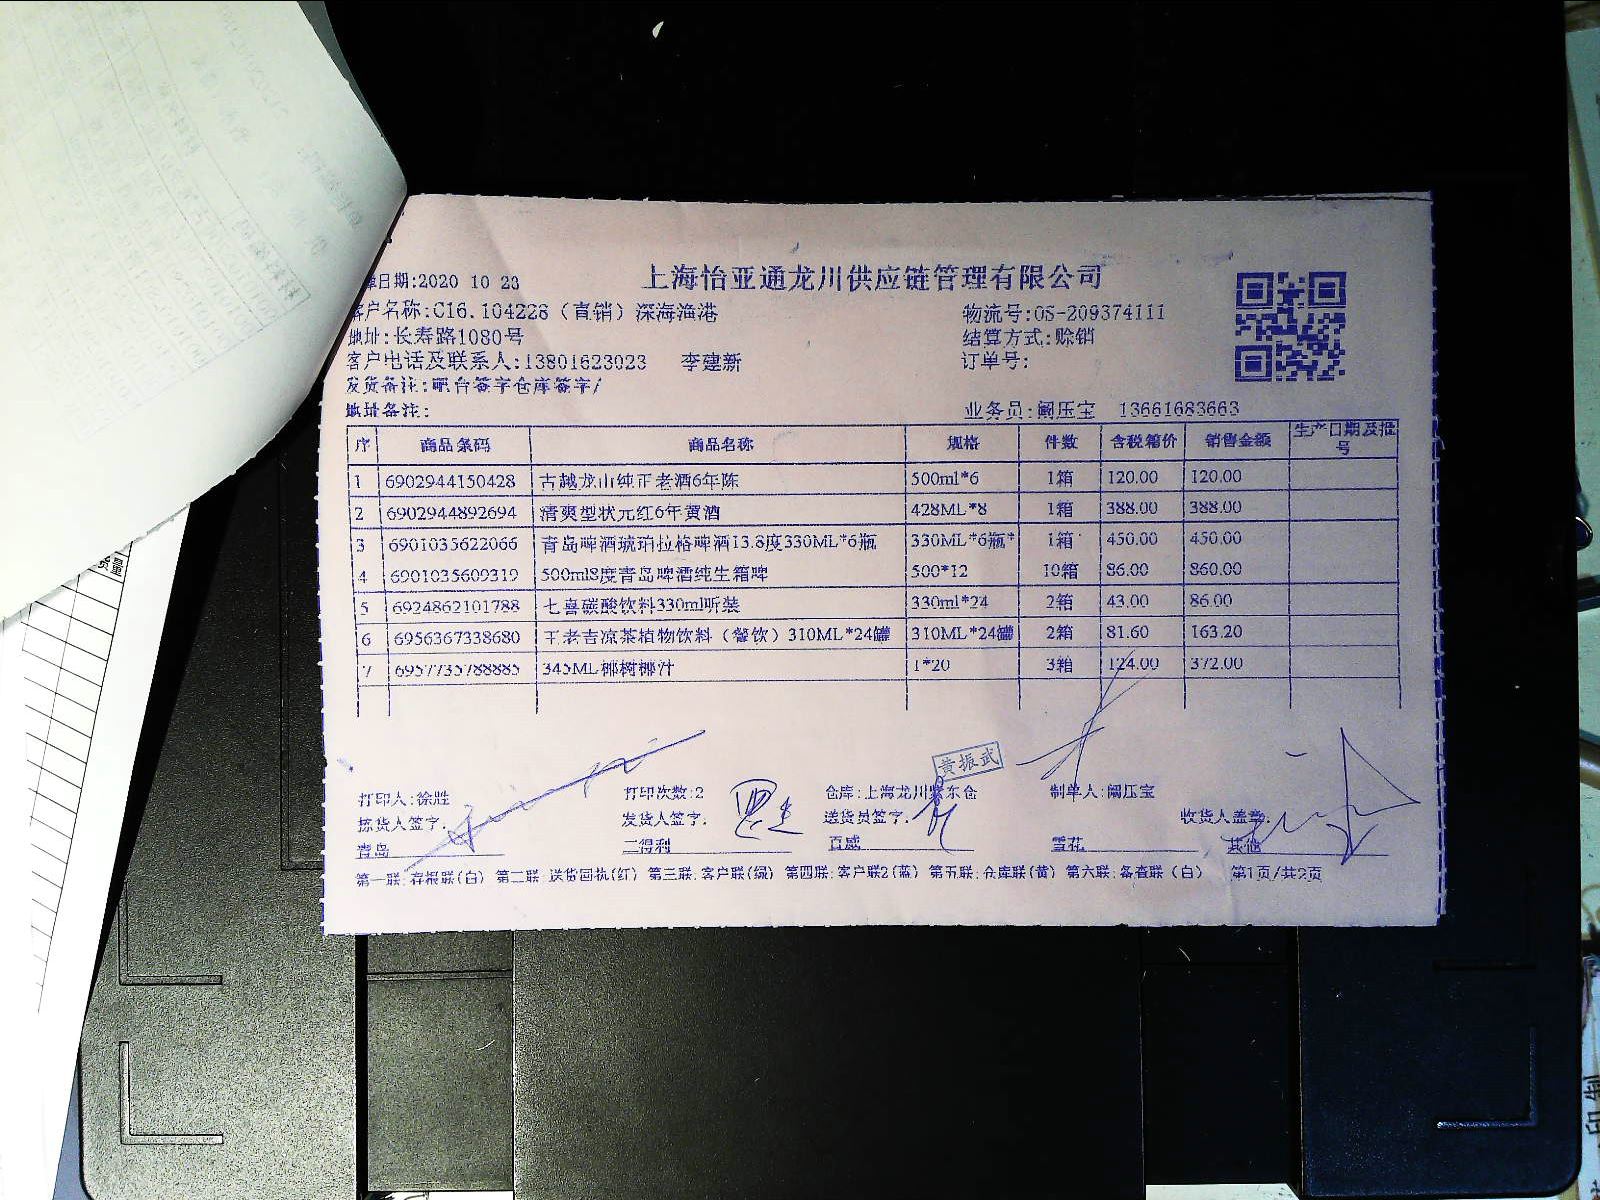 上海怡亚通龙川供应链管理有限公司
日期:2020 10 23
客户名称:C16.104228（直销）深海渔港 物流号:OS-209374111
地址:长寿路1080号 结算方式:赊销
客户电话及联系人:13801623023 李建新 订单号:
发货备注:吧台签字仓库签字/
地址备注: 业务员:阚压宝 13661683663
序 商品条码 商品名称 规格 件数 含税箱价 销售金额 生产日期及批号
1 6902944150428 古越龙山纯正老酒6年陈 500ml*6 1箱 120.00 120.00
2 6902944892694 清爽型状元红6年黄酒 428ML*8 1箱 388.00 388.00
3 6901035622066 青岛啤酒琥珀拉格啤酒13.8度330ML*6瓶 330ML*6瓶* 1箱 450.00 450.00
4 6901035609319 500ml8度青岛啤酒纯生箱啤 500*12 10箱 86.00 860.00
5 6924862101788 七喜碳酸饮料330ml听装 330ml*24 2箱 43.00 86.00
6 6956367338680 王老吉凉茶植物饮料（餐饮）310ML*24罐 310ML*24罐 2箱 81.60 163.20
7 6957735788885 345ML椰树椰汁 1*20 3箱 124.00 372.00
黄振武
打印人:徐胜 打印次数:2 仓库:上海龙川浆东仓 制单人:阚压宝
拣货人签字: 发货人签字: 送货员签字: 收货人盖章:
青岛 三得利 百威 雪花 其他
第一联:存根联(白) 第二联:送货回执(红) 第三联:客户联(绿) 第四联:客户联2(蓝) 第五联:仓库联(黄) 第六联:备查联（白） 第1页/共2页